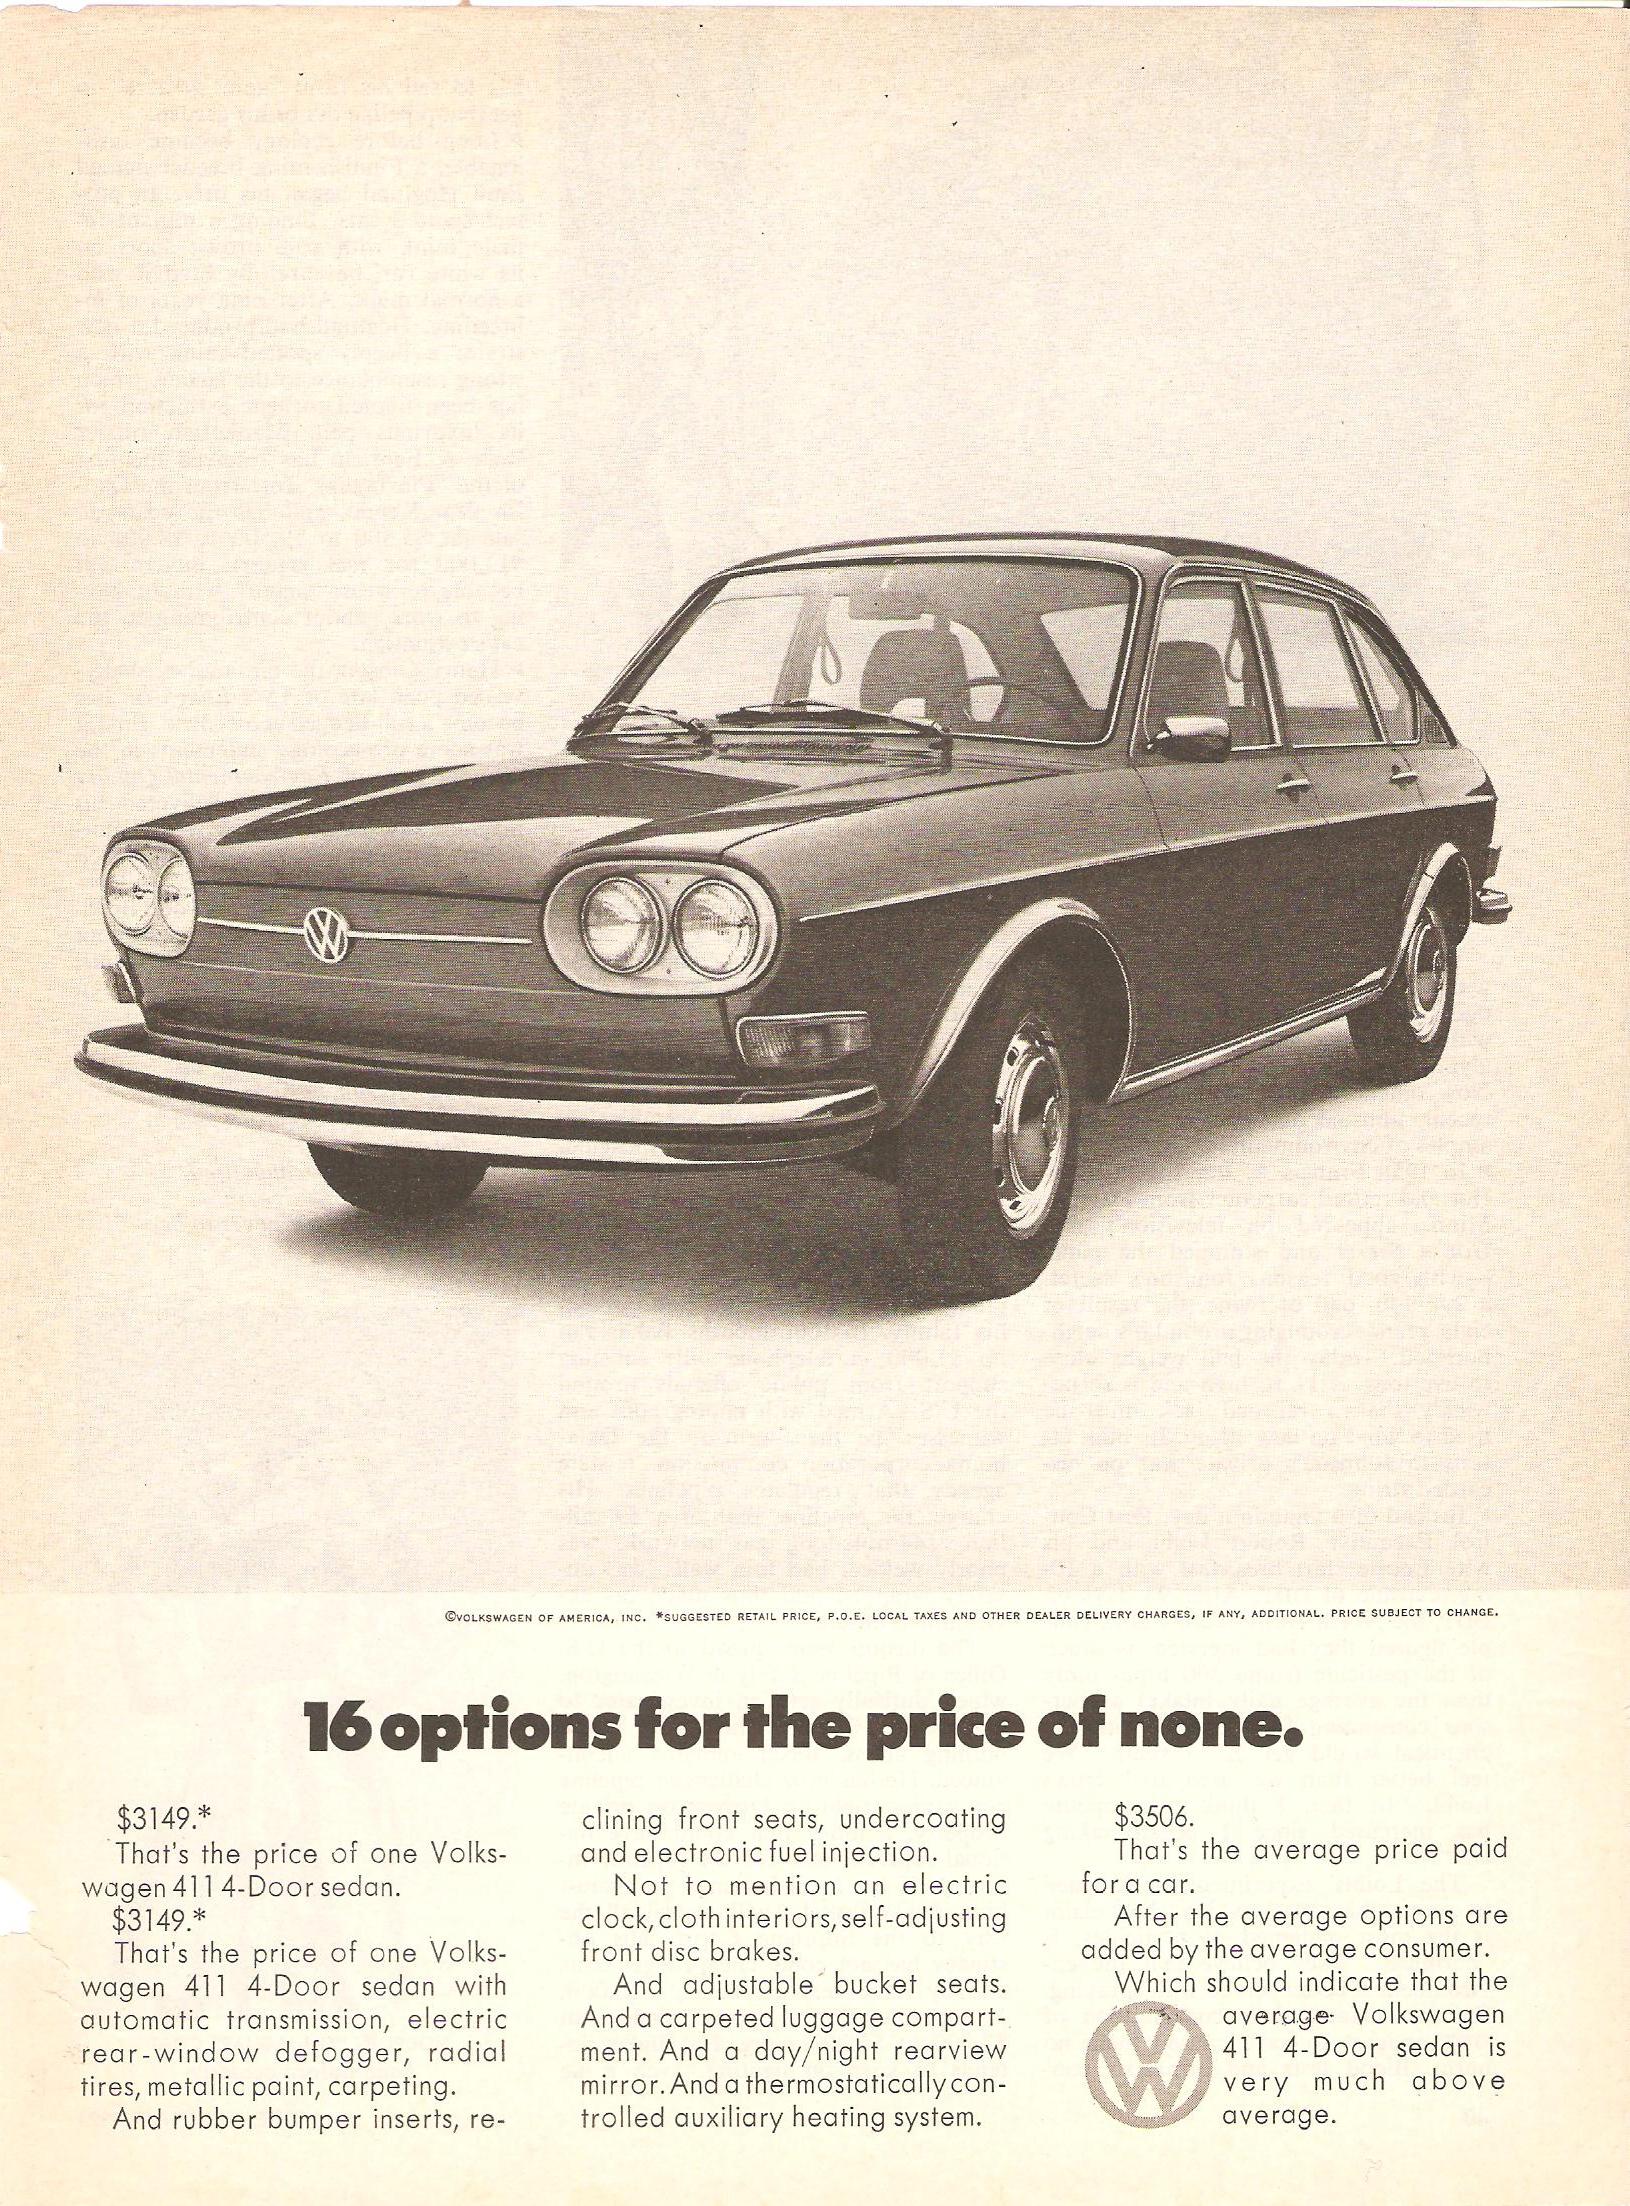 ©VOLKSWAGEN OF AMERICA, INC. *SUGGESTED RETAIL PRICE, P.O.E. LOCAL TAXES AND OTHER DEALER DELIVERY CHARGES, IF ANY, ADDITIONAL. PRICE SUBJECT TO CHANGE.
16 options for the price of none.
$3149.*
That's the price of one Volks-
wagen 411 4-Door sedan.
$3149.*
That's the price of one Volks-
wagen 411 4-Door sedan with
automatic transmission, electric
rear-window defogger, radial
tires, metallic paint, carpeting.
And rubber bumper inserts, re-
clining front seats, undercoating
and electronic fuel injection.
Not to mention an electric
clock, cloth interiors, self-adjusting
front disc brakes.
And adjustable bucket seats.
And a carpeted luggage compart-
ment. And a day/night rearview
mirror. And a thermostatically con-
trolled auxiliary heating system.
$3506.
That's the average price paid
for a car.
After the average options are
added by the average consumer.
Which should indicate that the
average Volkswagen
411 4-Door sedan is
very much above
average.